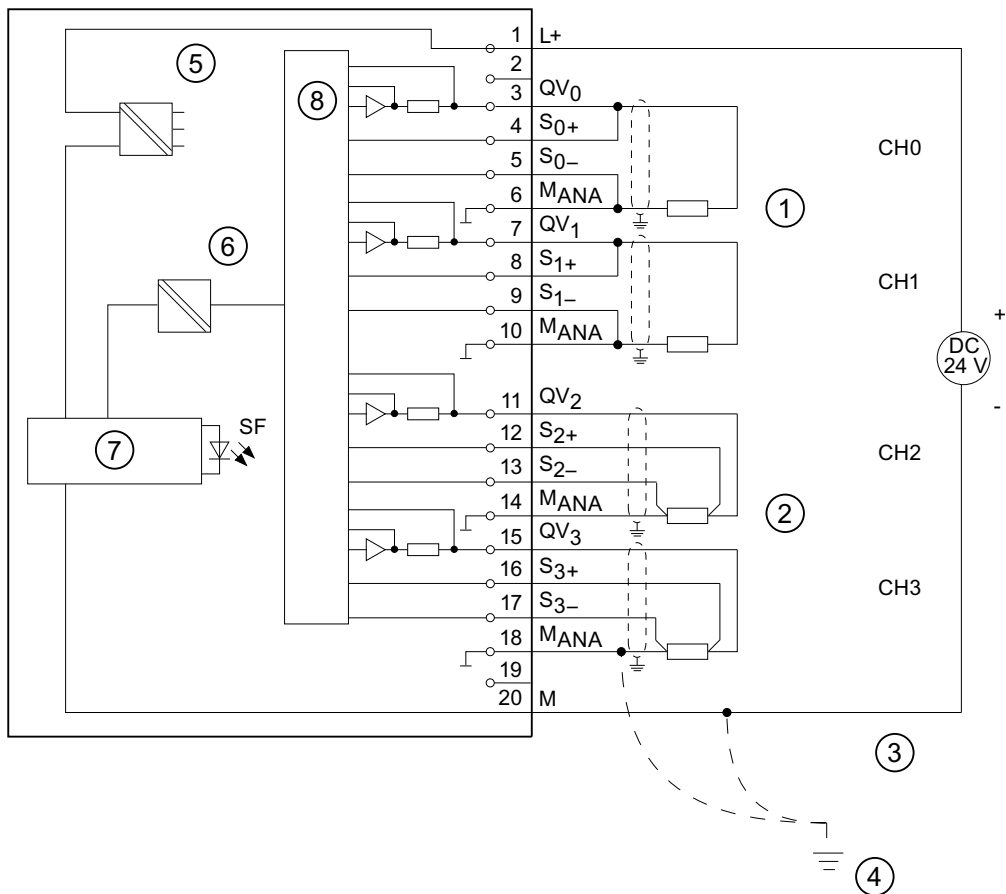 1 L+
⑤
2
⑧
3 QV0
4 S0+
CH0
5 S0–
6 MANA
①
7 QV1
⑥
8 S1+
CH1
9 S1–
10 MANA
+
DC
24 V
-
11 QV2
SF
12 S2+
⑦
CH2
13 S2–
14 MANA
②
15 QV3
16 S3+
CH3
17 S3–
18 MANA
19
20 M
③
④